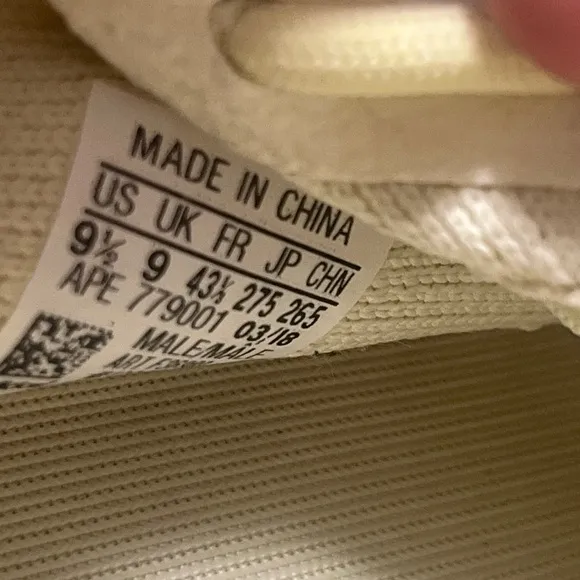 MADE IN CHINA
US UK FR JP CHN
9½ 9 43⅓ 275 265
APE 779001 03/18
MALE/MÂLE